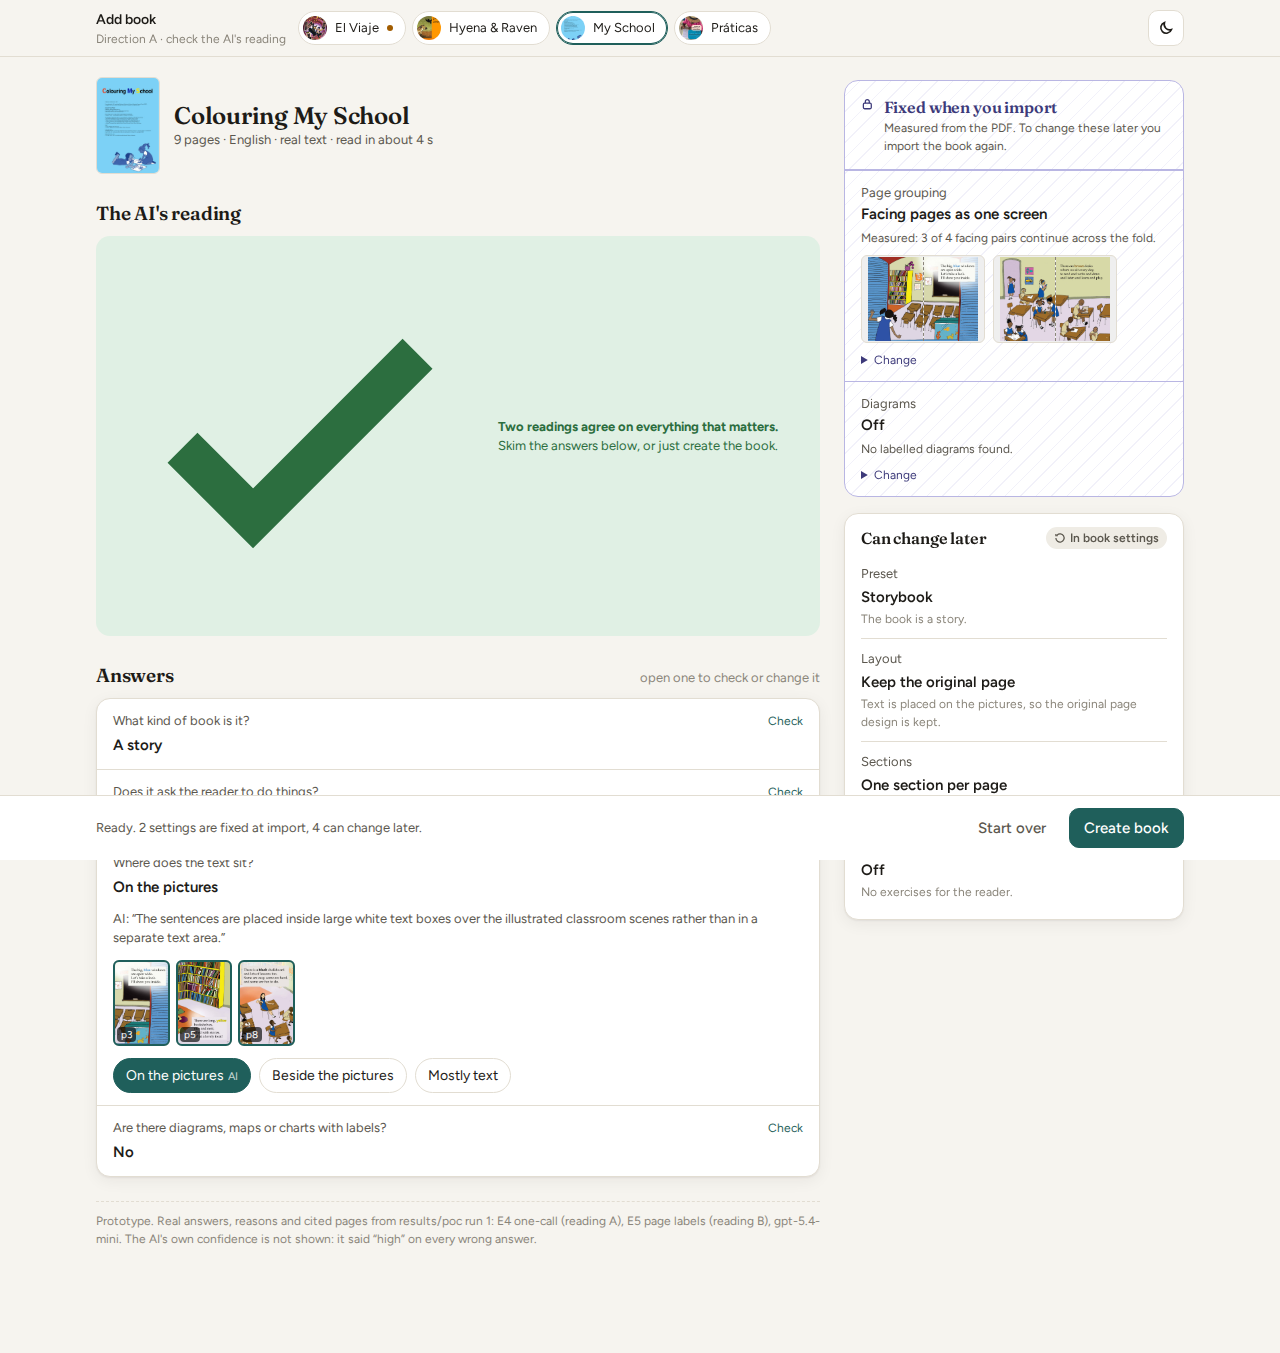 Add book
Direction A · check the AI's reading
El Viaje
Hyena & Raven
My School
Práticas
Colouring My School
Colouring My School
9 pages · English · real text · read in about 4 s
The AI's reading
Two readings agree on everything that matters.
Skim the answers below, or just create the book.
Answers
open one to check or change it
What kind of book is it?
Check
A story
Does it ask the reader to do things?
Check
Where does the text sit?
On the pictures
AI: “The sentences are placed inside large white text boxes over the illustrated classroom scenes rather than in a
separate text area.”
p3
p5
p8
On the pictures AI
Beside the pictures
Mostly text
Are there diagrams, maps or charts with labels?
Check
No
Prototype. Real answers, reasons and cited pages from results/poc run 1: E4 one-call (reading A), E5 page labels (reading B), gpt-5.4-
mini. The AI's own confidence is not shown: it said “high” on every wrong answer.
Fixed when you import
Measured from the PDF. To change these later you
import the book again.
Page grouping
Facing pages as one screen
Measured: 3 of 4 facing pairs continue across the fold.
Change
Diagrams
Off
No labelled diagrams found.
Change
Can change later
In book settings
Preset
Storybook
The book is a story.
Layout
Keep the original page
Text is placed on the pictures, so the original page
design is kept.
Sections
One section per page
Off
No exercises for the reader.
Ready. 2 settings are fixed at import, 4 can change later.
Start over
Create book